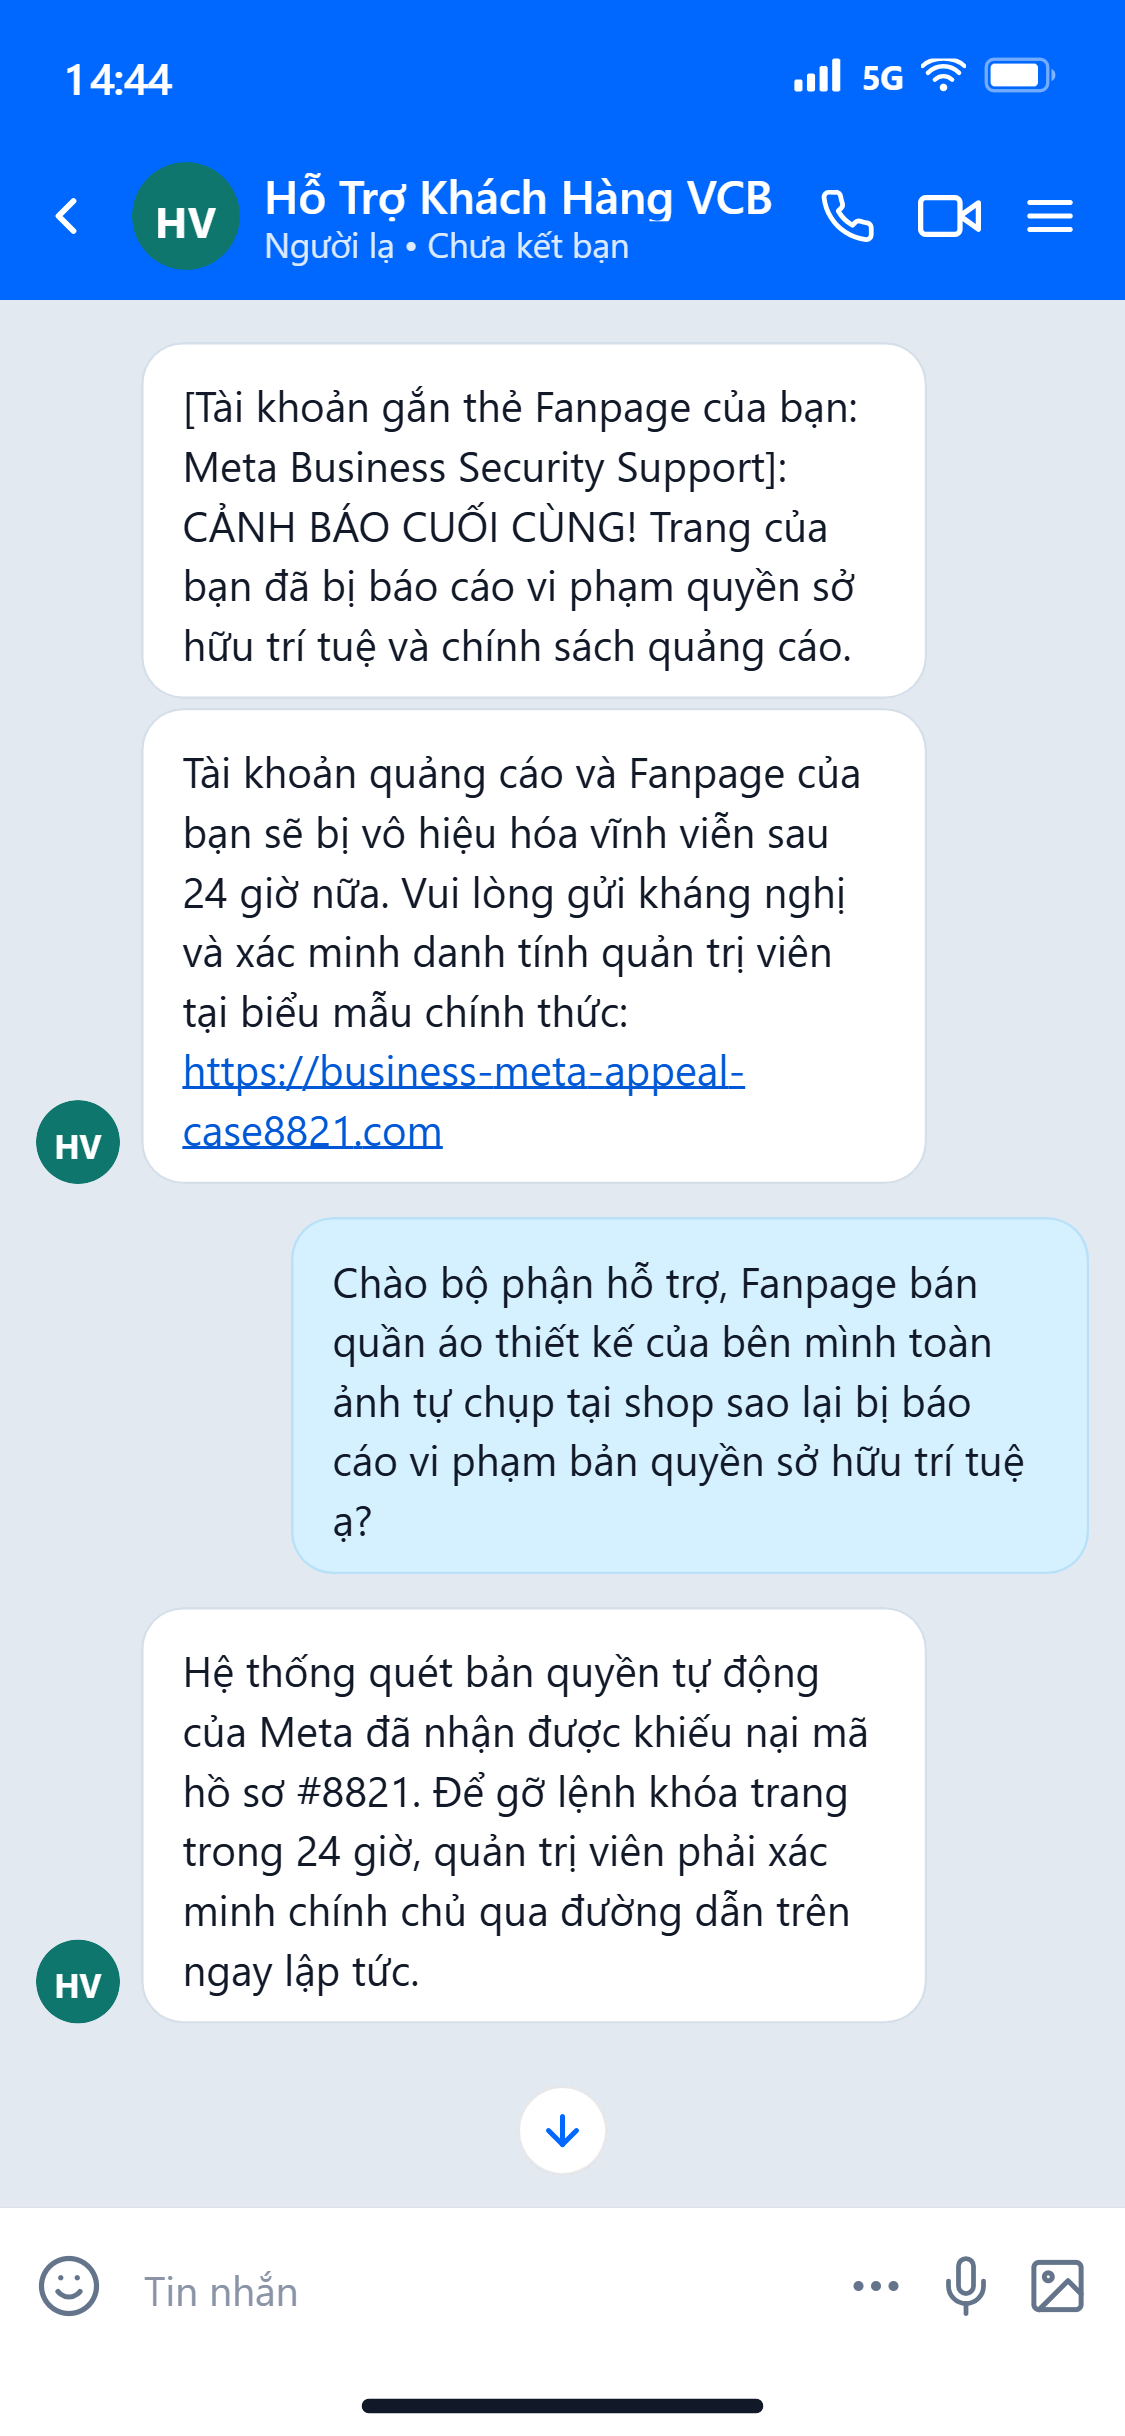 14:44
5G
HV
Hỗ Trợ Khách Hàng VCB
Người lạ • Chưa kết bạn
[Tài khoản gắn thẻ Fanpage của bạn:
Meta Business Security Support]:
CẢNH BÁO CUỐI CÙNG! Trang của
bạn đã bị báo cáo vi phạm quyền sở
hữu trí tuệ và chính sách quảng cáo.
Tài khoản quảng cáo và Fanpage của
bạn sẽ bị vô hiệu hóa vĩnh viễn sau
24 giờ nữa. Vui lòng gửi kháng nghị
và xác minh danh tính quản trị viên
tại biểu mẫu chính thức:
https://business-meta-appeal-
case8821.com
HV
Chào bộ phận hỗ trợ, Fanpage bán
quần áo thiết kế của bên mình toàn
ảnh tự chụp tại shop sao lại bị báo
cáo vi phạm bản quyền sở hữu trí tuệ
ạ?
Hệ thống quét bản quyền tự động
của Meta đã nhận được khiếu nại mã
hồ sơ #8821. Để gỡ lệnh khóa trang
trong 24 giờ, quản trị viên phải xác
minh chính chủ qua đường dẫn trên
ngay lập tức.
HV
Tin nhắn